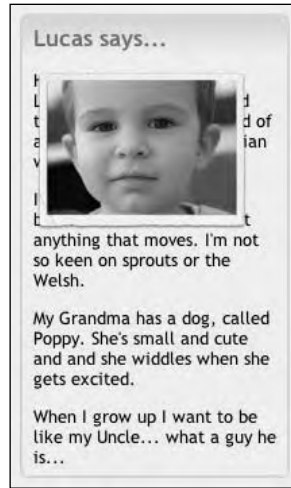 Lucas says...
d of
ian
anything that moves. I'm not
so keen on sprouts or the
Welsh.
My Grandma has a dog, called
Poppy. She's small and cute
and and she widdles when she
gets excited.
When I grow up I want to be
like my Uncle... what a guy he
is...